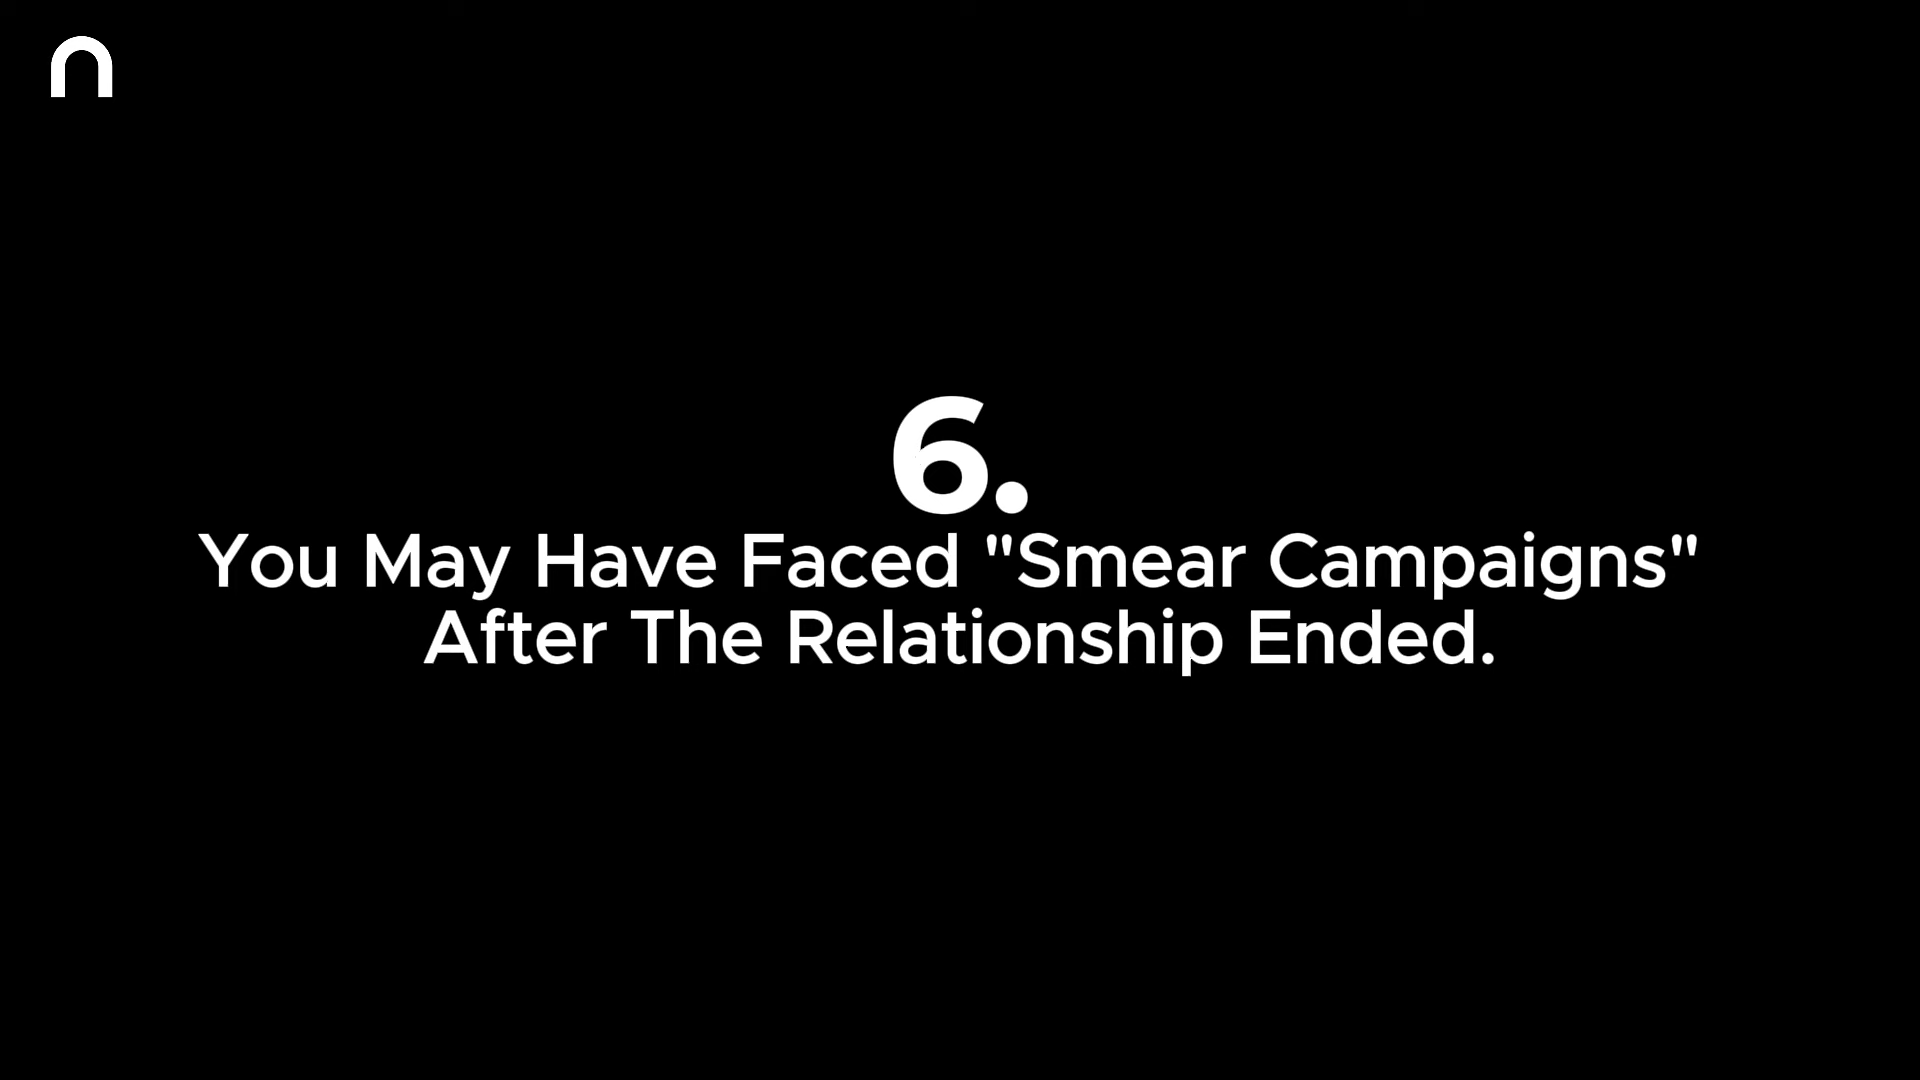 6.
You May Have Faced "Smear Campaigns"
After The Relationship Ended.